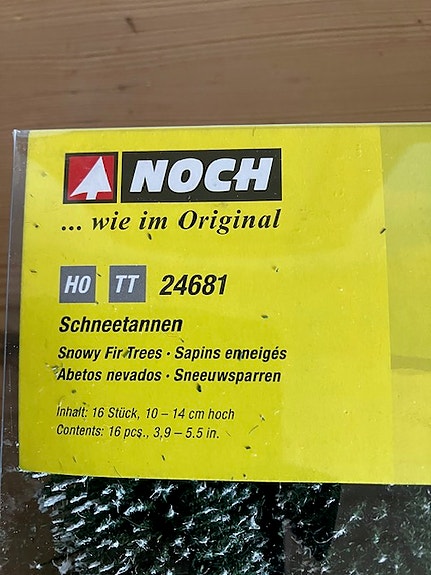 NOCH
... wie im Original
HO TT 24681
Schneetannen
Snowy Fir Trees · Sapins enneigés
Abetos nevados · Sneeuwsparren
Inhalt: 16 Stück, 10 – 14 cm hoch
Contents: 16 pcs., 3,9 – 5.5 in.